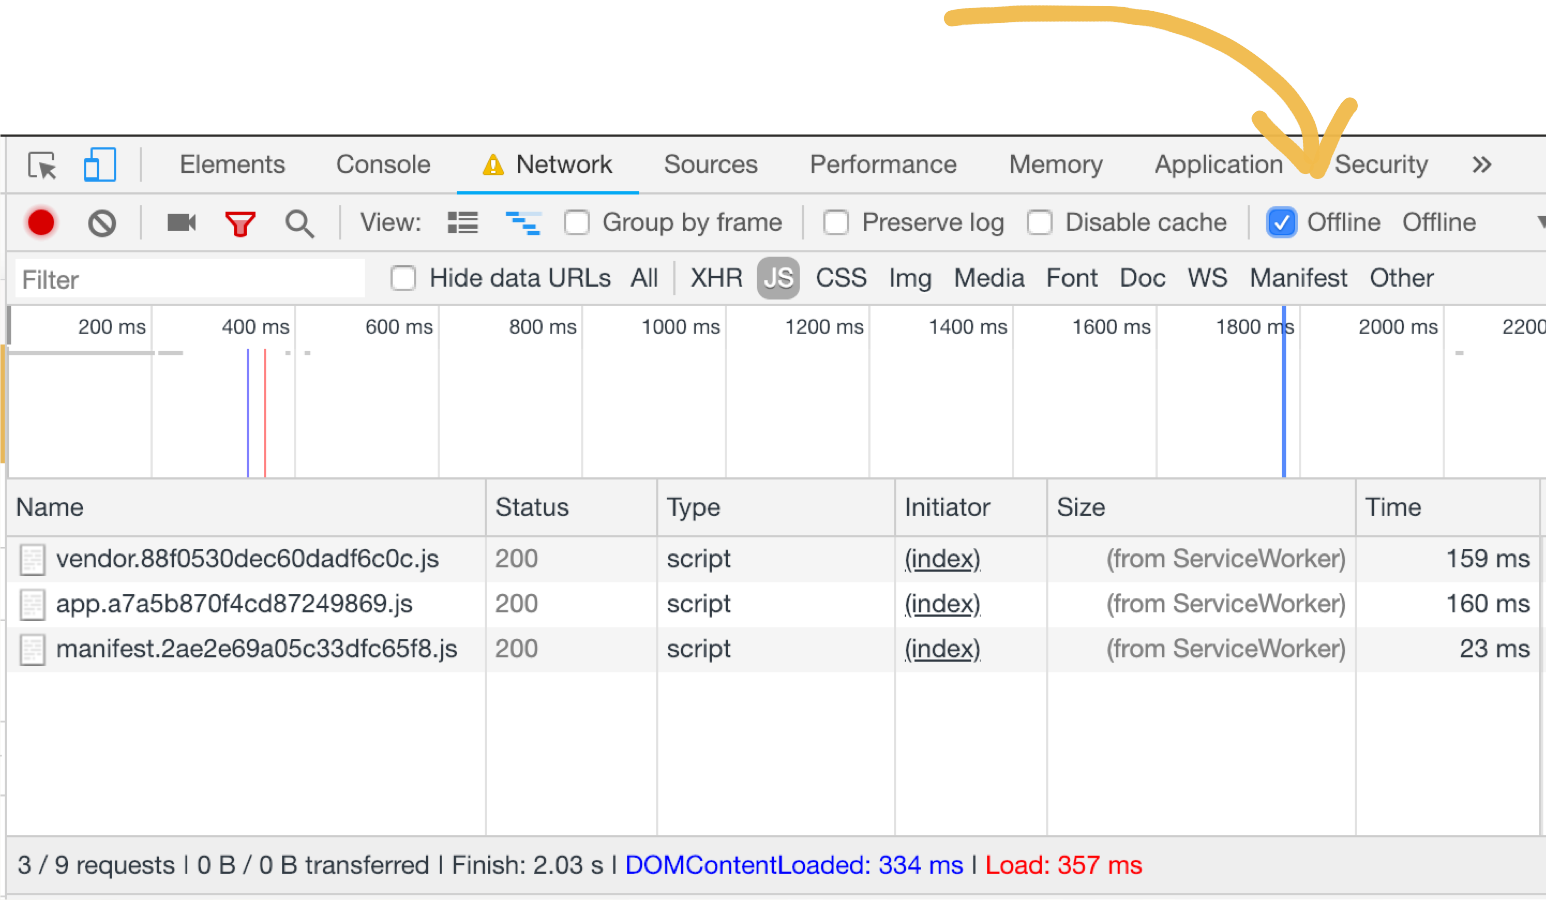 Elements Console Network Sources Performance Memory Application Security »
View: Group by frame Preserve log Disable cache Offline Offline
Filter Hide data URLs All XHR JS CSS Img Media Font Doc WS Manifest Other
200 ms 400 ms 600 ms 800 ms 1000 ms 1200 ms 1400 ms 1600 ms 1800 ms 2000 ms 2200
Name Status Type Initiator Size Time
vendor.88f0530dec60dadf6c0c.js 200 script (index) (from ServiceWorker) 159 ms
app.a7a5b870f4cd87249869.js 200 script (index) (from ServiceWorker) 160 ms
manifest.2ae2e69a05c33dfc65f8.js 200 script (index) (from ServiceWorker) 23 ms
3 / 9 requests | 0 B / 0 B transferred | Finish: 2.03 s | DOMContentLoaded: 334 ms | Load: 357 ms